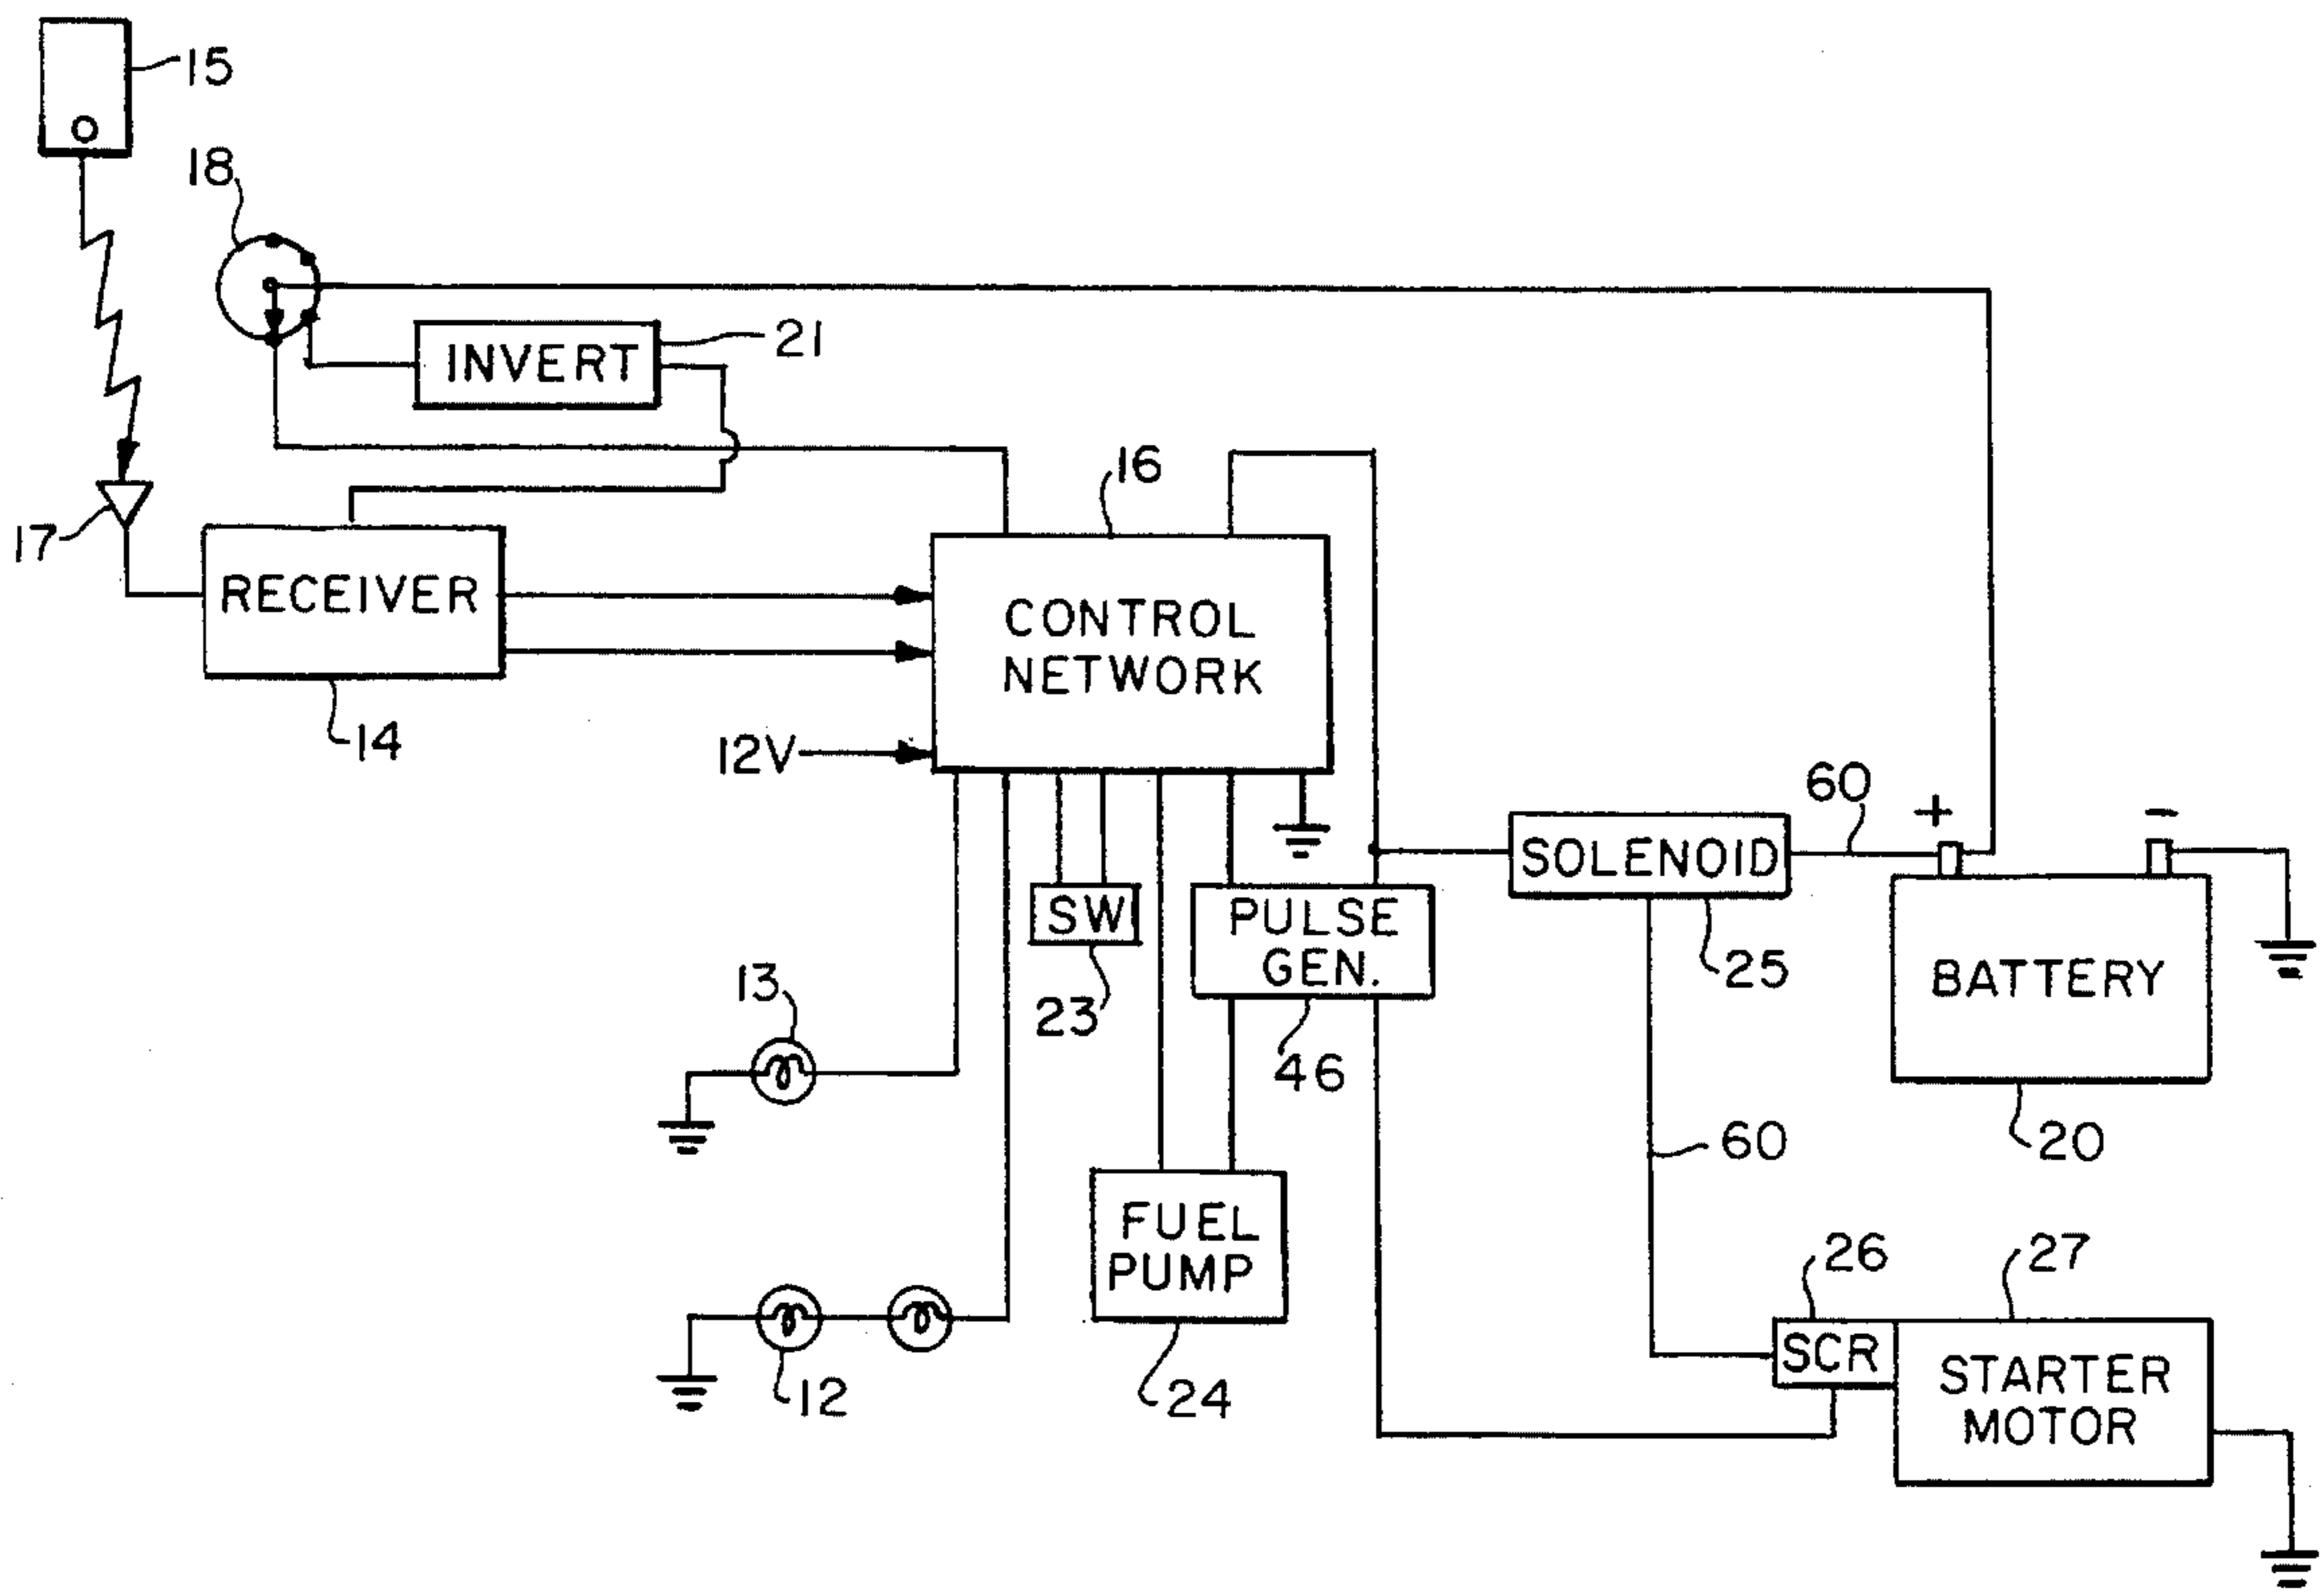 15
18
INVERT
21
16
17
RECEIVER
CONTROL
NETWORK
14
12V
60
+
-
SOLENOID
SW
PULSE
GEN.
25
BATTERY
13
23
46
60
20
FUEL
PUMP
26
27
SCR
STARTER
MOTOR
12
24